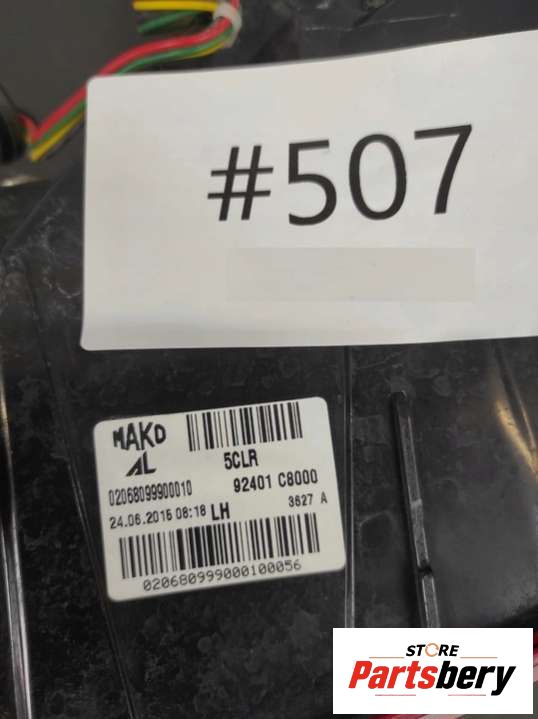 #507
MAKO
AL
5CLR
02068099900010
92401 C8000
24.06.2015 08:18 LH
3627 A
020680999000100056
STORE
Partsbery